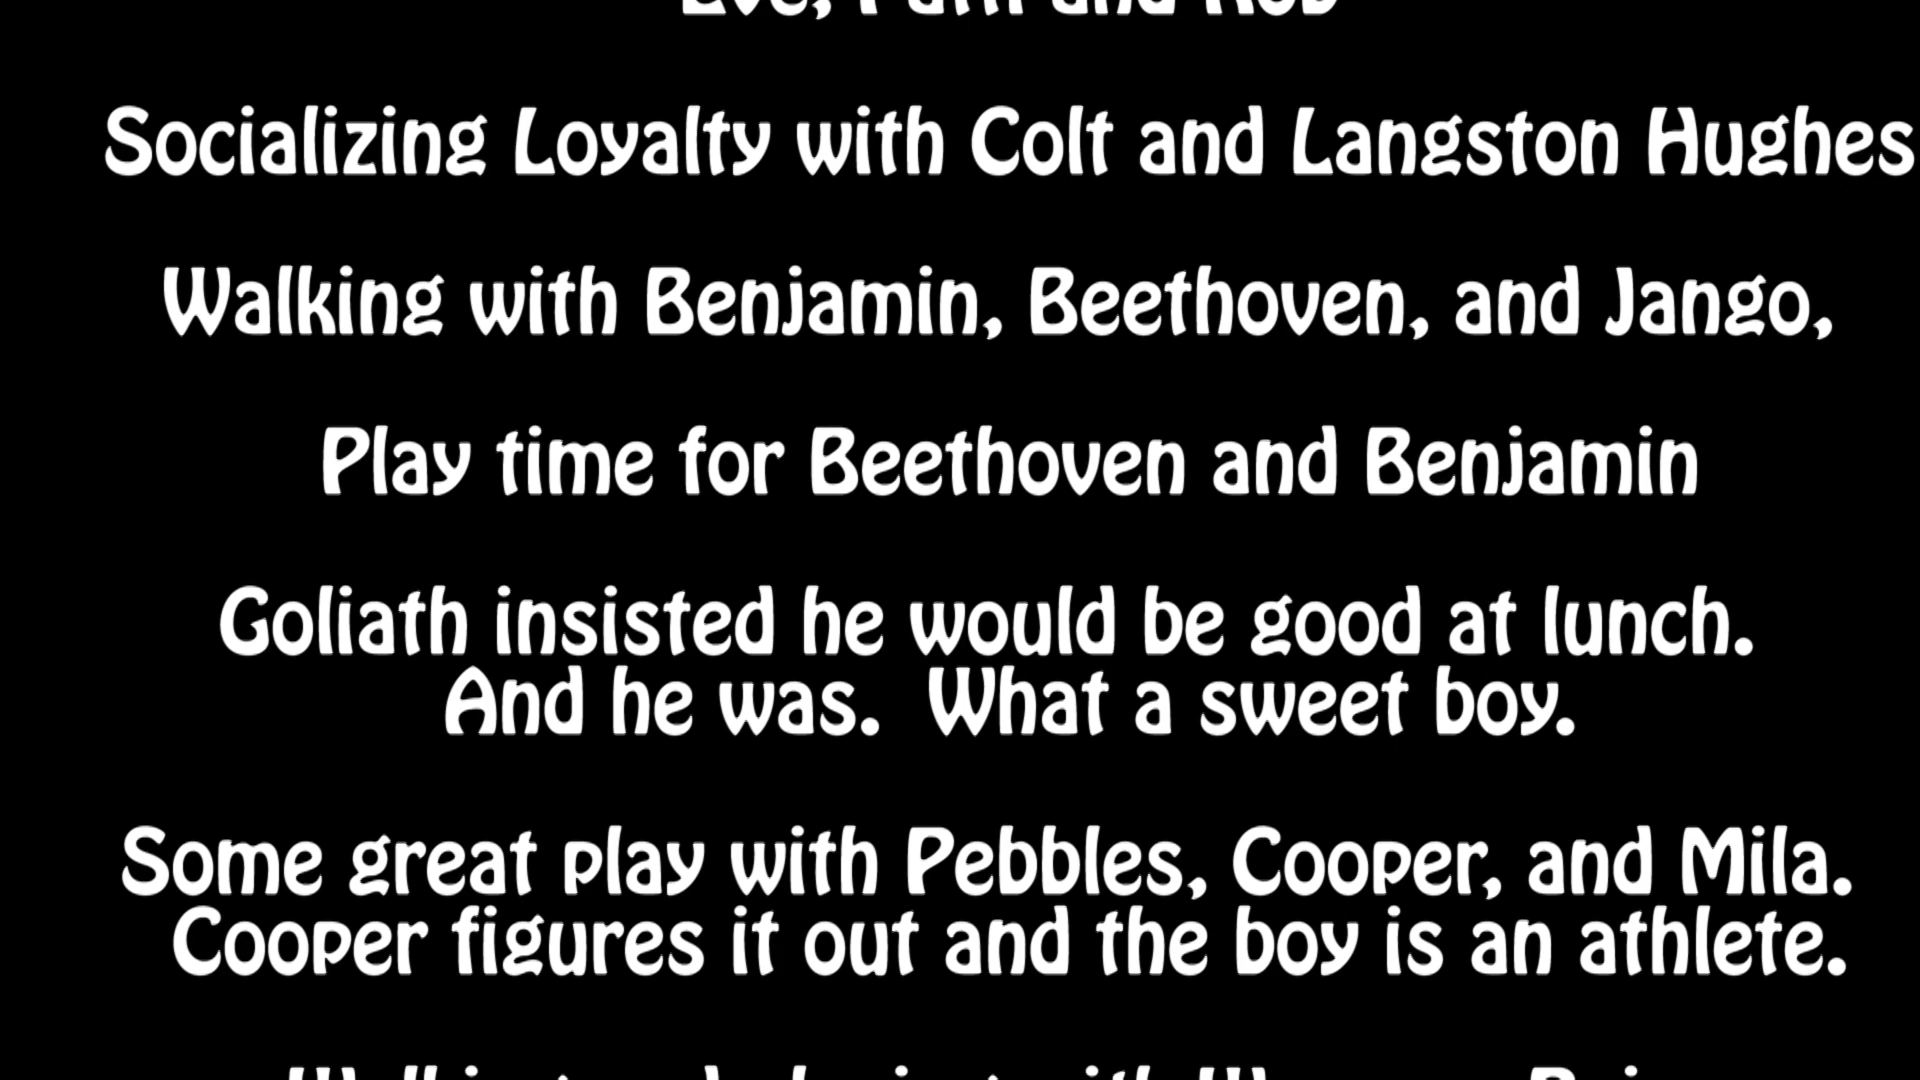 Socializing Loyalty with Colt and Langston Hughes
Walking with Benjamin, Beethoven, and Jango,
Play time for Beethoven and Benjamin
Goliath insisted he would be good at lunch.
And he was.  What a sweet boy.
Some great play with Pebbles, Cooper, and Mila.
Cooper figures it out and the boy is an athlete.